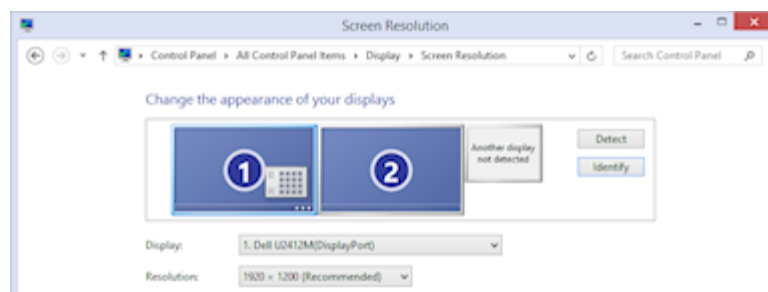 Screen Resolution
Control Panel All Control Panel Items Display Screen Resolution Search Control Panel
Change the appearance of your displays
1 2 Another display
not detected
Detect
Identify
Display: 1. Dell U2412M(DisplayPort)
Resolution: 1920 × 1200 (Recommended)